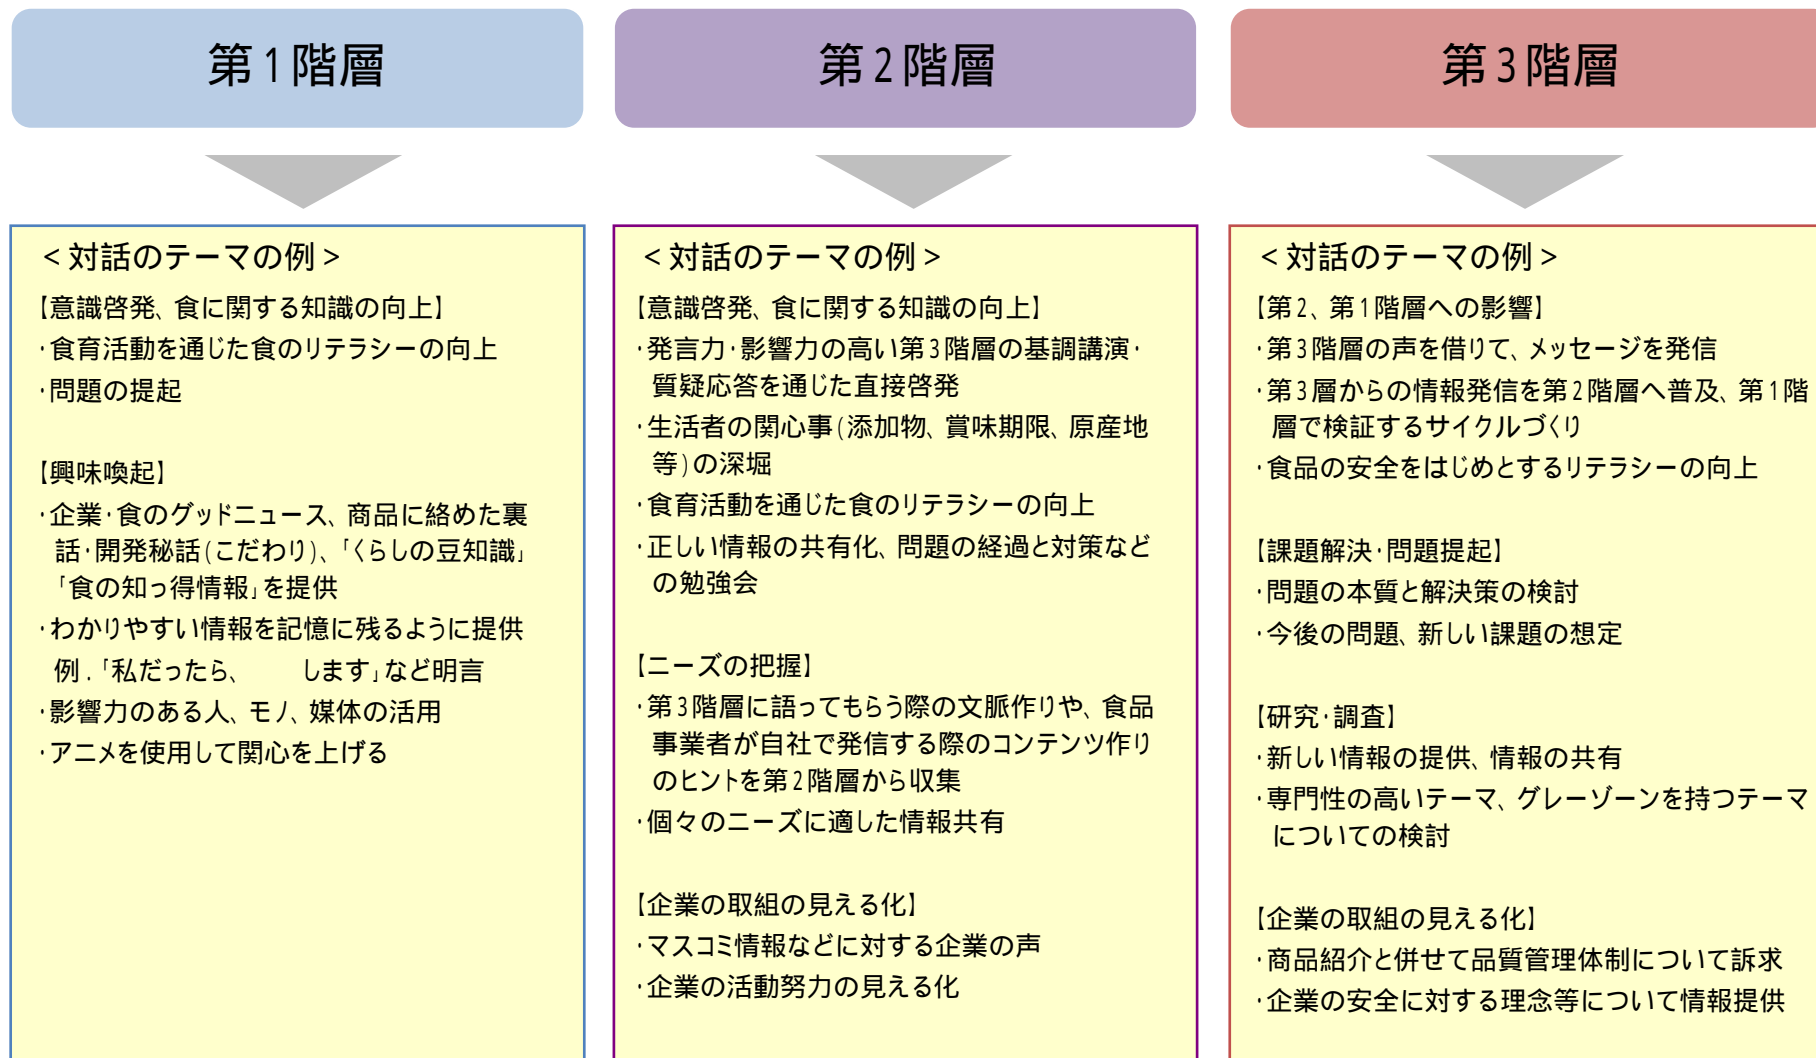 第1階層
<対話のテーマの例>
【意識啓発、食に関する知識の向上】
・食育活動を通じた食のリテラシーの向上
・問題の提起
【興味喚起】
・企業・食のグッドニュース、商品に絡めた裏
話・開発秘話(こだわり)、「くらしの豆知識」
「食の知っ得情報」を提供
・わかりやすい情報を記憶に残るように提供
例.「私だったら、　　します」など明言
・影響力のある人、モノ、媒体の活用
・アニメを使用して関心を上げる
第2階層
<対話のテーマの例>
【意識啓発、食に関する知識の向上】
・発言力・影響力の高い第3階層の基調講演・
質疑応答を通じた直接啓発
・生活者の関心事(添加物、賞味期限、原産地
等)の深堀
・食育活動を通じた食のリテラシーの向上
・正しい情報の共有化、問題の経過と対策など
の勉強会
【ニーズの把握】
・第3階層に語ってもらう際の文脈作りや、食品
事業者が自社で発信する際のコンテンツ作り
のヒントを第2階層から収集
・個々のニーズに適した情報共有
【企業の取組の見える化】
・マスコミ情報などに対する企業の声
・企業の活動努力の見える化
第3階層
<対話のテーマの例>
【第2、第1階層への影響】
・第3階層の声を借りて、メッセージを発信
・第3層からの情報発信を第2階層へ普及、第1階
層で検証するサイクルづくり
・食品の安全をはじめとするリテラシーの向上
【課題解決・問題提起】
・問題の本質と解決策の検討
・今後の問題、新しい課題の想定
【研究・調査】
・新しい情報の提供、情報の共有
・専門性の高いテーマ、グレーゾーンを持つテーマ
についての検討
【企業の取組の見える化】
・商品紹介と併せて品質管理体制について訴求
・企業の安全に対する理念等について情報提供